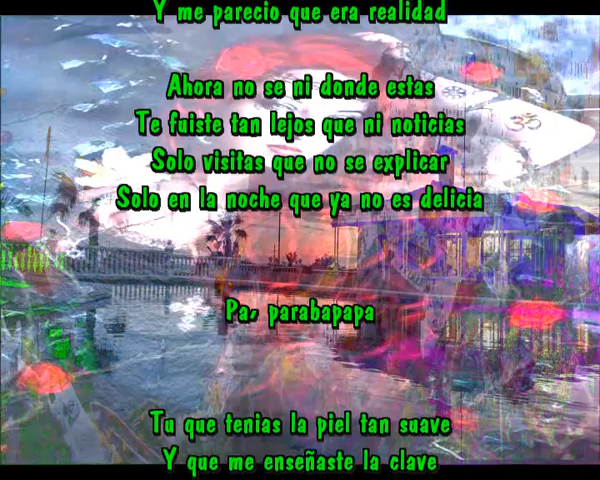 Y me parecio que era realidad
Ahora no se ni donde estas
Te fuiste tan lejos que ni noticias
Solo visitas que no se explicar
Solo en la noche que ya no es delicia
Pa, parabapapa
Tu que tenias la piel tan suave
Y que me enseñaste la clave